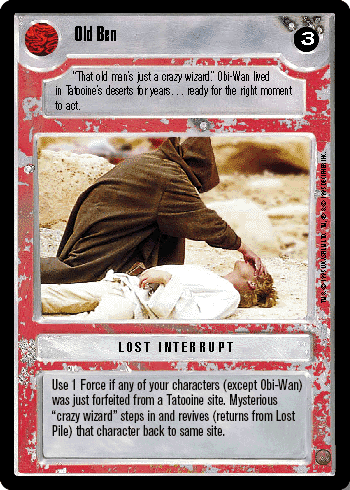 Old Ben
3
"That old man's just a crazy wizard." Obi-Wan lived
in Tatooine's deserts for years... ready for the right moment
to act.
LOST INTERRUPT
Use 1 Force if any of your characters (except Obi-Wan)
was just forfeited from a Tatooine site. Mysterious
"crazy wizard" steps in and revives (returns from Lost
Pile) that character back to same site.